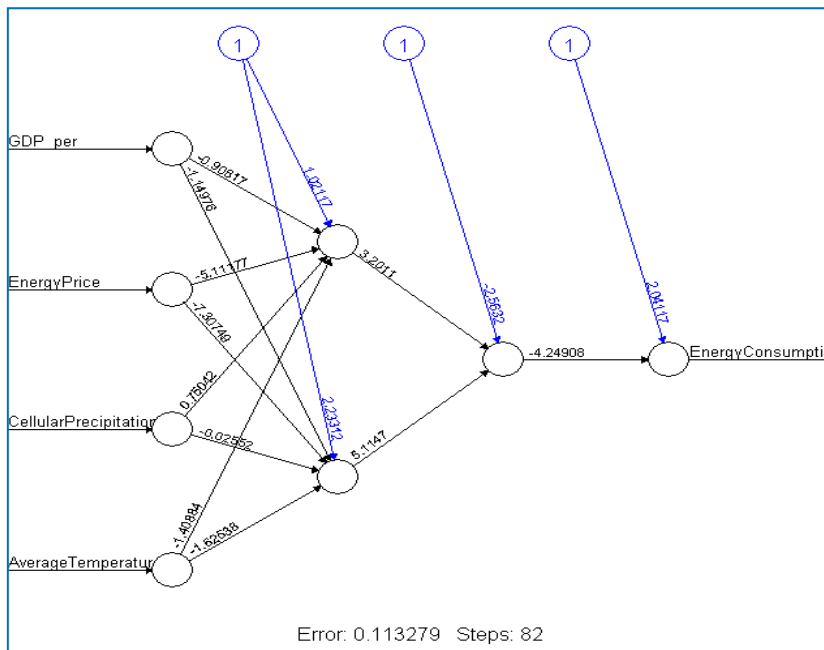 1 1 1
GDP_per
-0.90817
-1.14976
1.02117
EnergyPrice
-5.11177
-7.30749
3.2011
-2.5632
2.04117
-4.24908
EnergyConsumpti
CellularPrecipitation
0.75042
-0.02552
2.23312
5.1147
AverageTemperatur
-1.40884
-1.62538
Error: 0.113279 Steps: 82